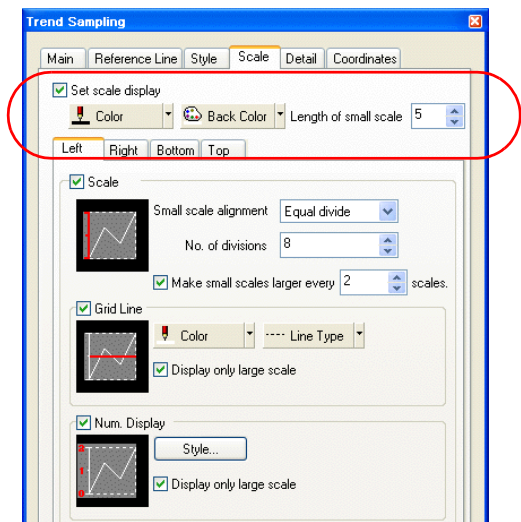 Trend Sampling
Main Reference Line Style Scale Detail Coordinates
Set scale display
Color Back Color Length of small scale 5
Left Right Bottom Top
Scale
Small scale alignment Equal divide
No. of divisions 8
Make small scales larger every 2 scales.
Grid Line
Color Line Type
Display only large scale
Num. Display
2
1
0
Style...
Display only large scale